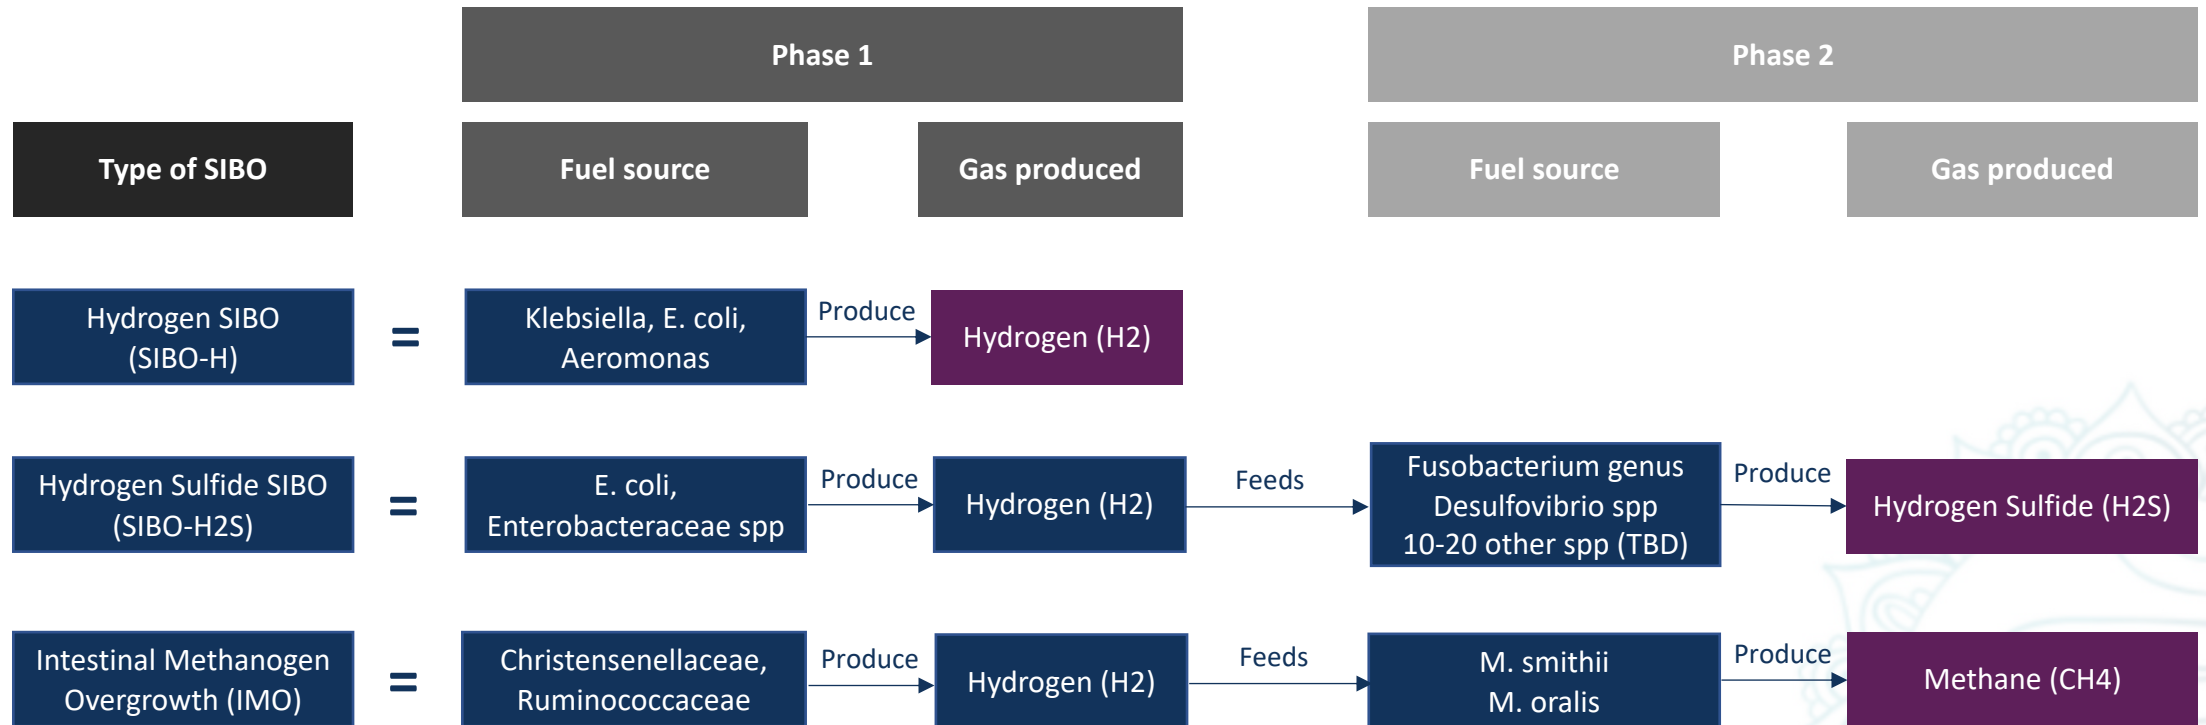 Phase 1
Phase 2
Type of SIBO
Fuel source
Gas produced
Fuel source
Gas produced
Hydrogen SIBO
(SIBO-H)
=
Klebsiella, E. coli,
Aeromonas
Produce
Hydrogen (H2)
Hydrogen Sulfide SIBO
(SIBO-H2S)
=
E. coli,
Enterobacteraceae spp
Produce
Hydrogen (H2)
Feeds
Fusobacterium genus
Desulfovibrio spp
10-20 other spp (TBD)
Produce
Hydrogen Sulfide (H2S)
Intestinal Methanogen
Overgrowth (IMO)
=
Christensenellaceae,
Ruminococcaceae
Produce
Hydrogen (H2)
Feeds
M. smithii
M. oralis
Produce
Methane (CH4)